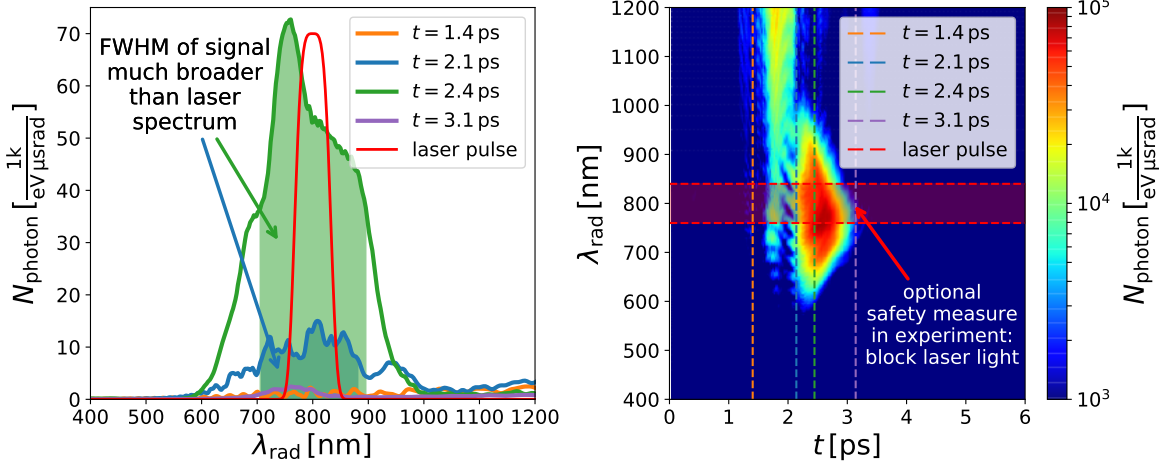 FWHM of signal
much broader
than laser
spectrum
t = 1.4 ps
t = 2.1 ps
t = 2.4 ps
t = 3.1 ps
laser pulse
70
60
50
40
30
20
10
0
N_photon [1k / eV μsrad]
400 500 600 700 800 900 1000 1100 1200
λ_rad [nm]
t = 1.4 ps
t = 2.1 ps
t = 2.4 ps
t = 3.1 ps
laser pulse
optional
safety measure
in experiment:
block laser light
1200
1100
1000
900
800
700
600
500
400
λ_rad [nm]
0 1 2 3 4 5 6
t [ps]
10^5
10^4
10^3
N_photon [1k / eV μsrad]